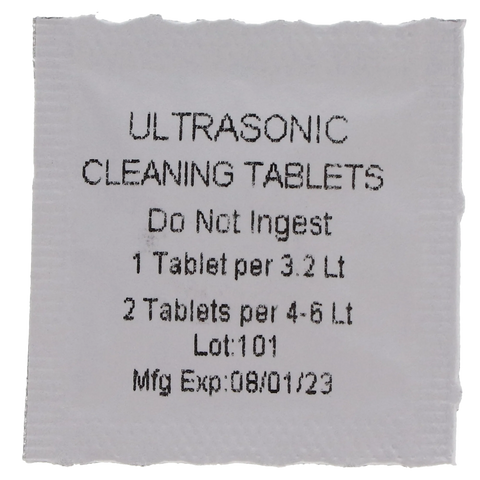 ULTRASONIC
CLEANING TABLETS
Do Not Ingest
1 Tablet per 3.2 Lt
2 Tablets per 4-6 Lt
Lot:101
Mfg Exp:08/01/23